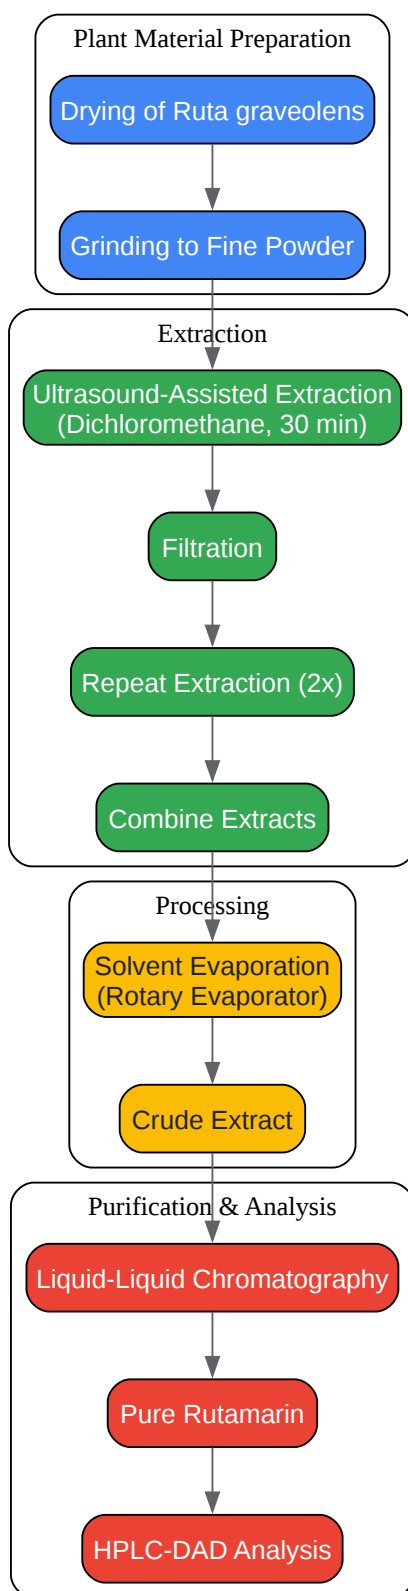 Plant Material Preparation
Drying of Ruta graveolens
Grinding to Fine Powder
Extraction
Ultrasound-Assisted Extraction
(Dichloromethane, 30 min)
Filtration
Repeat Extraction (2x)
Combine Extracts
Processing
Solvent Evaporation
(Rotary Evaporator)
Crude Extract
Purification & Analysis
Liquid-Liquid Chromatography
Pure Rutamarin
HPLC-DAD Analysis